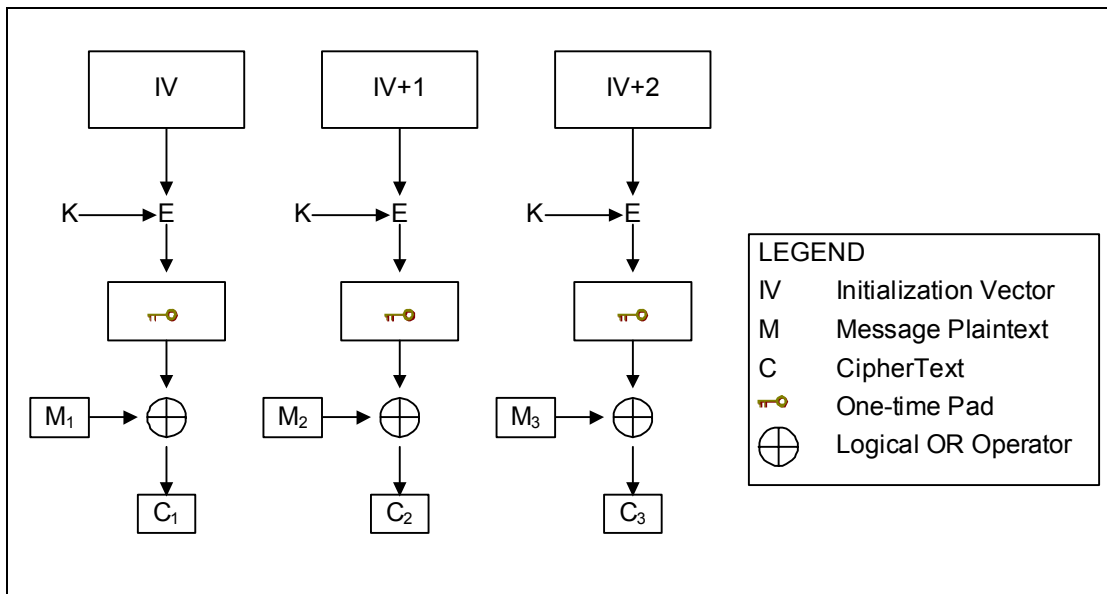 IV IV+1 IV+2
K E K E K E
M₁ M₂ M₃
C₁ C₂ C₃
LEGEND
IV Initialization Vector
M Message Plaintext
C CipherText
One-time Pad
Logical OR Operator